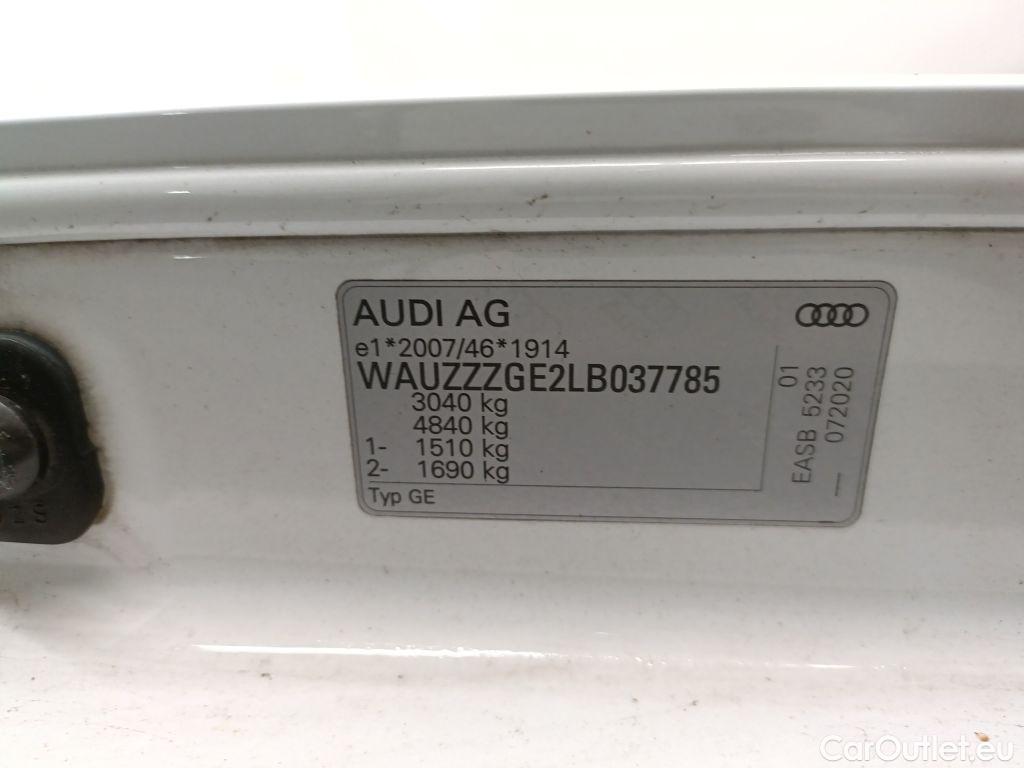 AUDI AG
e1*2007/46*1914
WAUZZZGE2LB037785
3040 kg
4840 kg
1- 1510 kg
2- 1690 kg
Typ GE
EASB 5233 01
— 072020
CarOutlet.eu